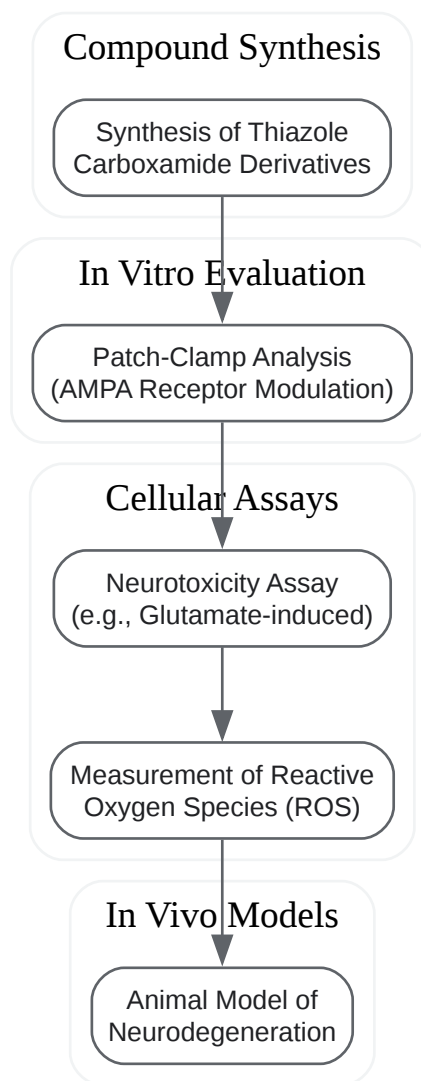 Compound Synthesis
Synthesis of Thiazole
Carboxamide Derivatives
In Vitro Evaluation
Patch-Clamp Analysis
(AMPA Receptor Modulation)
Cellular Assays
Neurotoxicity Assay
(e.g., Glutamate-induced)
Measurement of Reactive
Oxygen Species (ROS)
In Vivo Models
Animal Model of
Neurodegeneration